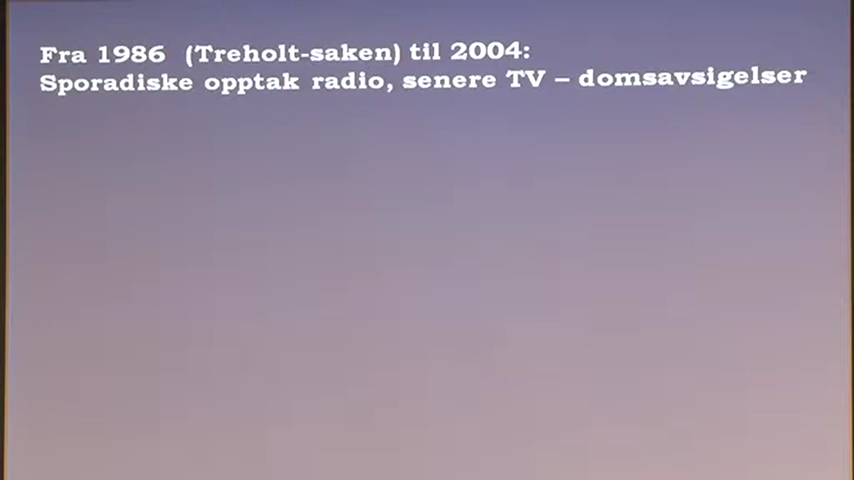 Fra 1986 (Treholt-saken) til 2004:
Sporadiske opptak radio, senere TV – domsavsigelser